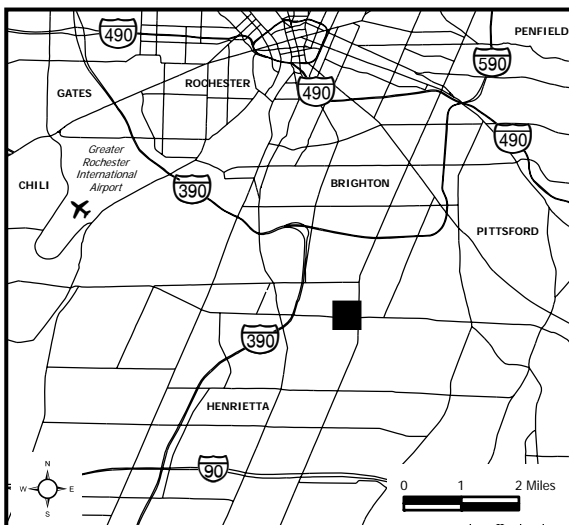 490
PENFIELD
590
GATES
ROCHESTER
490
490
Greater
Rochester
International
Airport
CHILI
390
BRIGHTON
PITTSFORD
390
HENRIETTA
90
N
W E
S
0 1 2 Miles